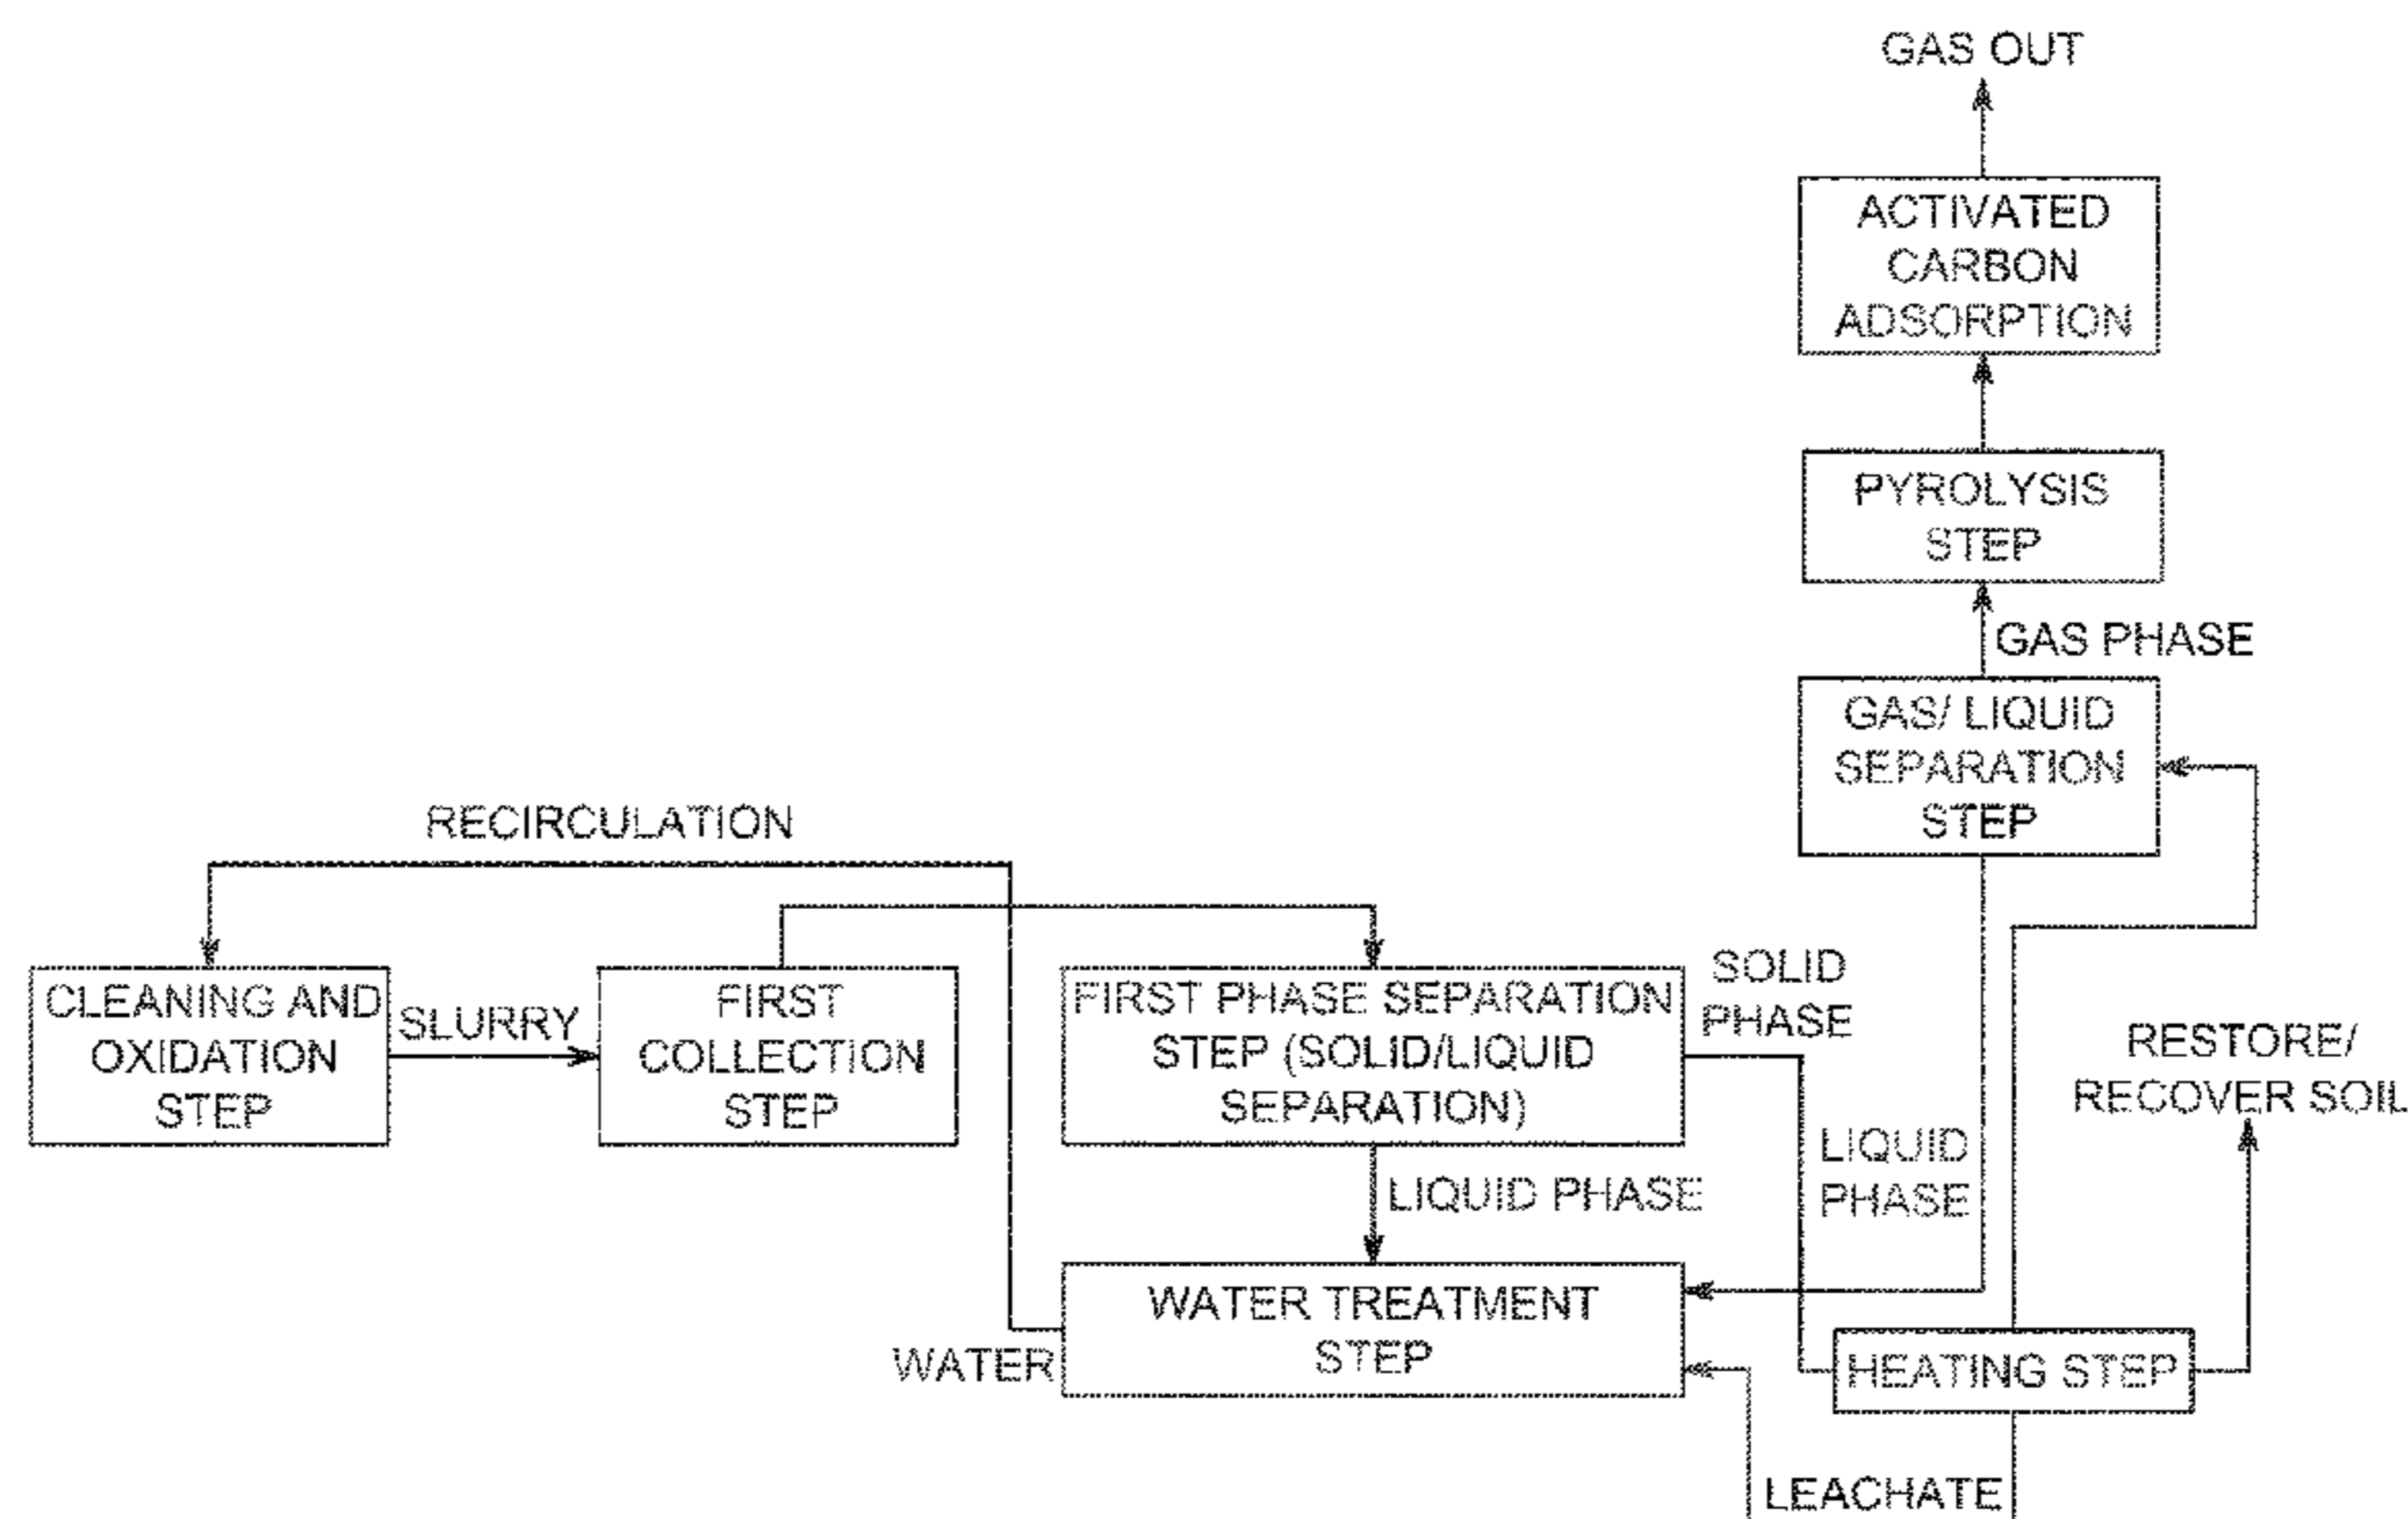 GAS OUT
ACTIVATED
CARBON
ADSORPTION
PYROLYSIS
STEP
GAS PHASE
GAS/ LIQUID
SEPARATION
STEP
RECIRCULATION
CLEANING AND
OXIDATION
STEP
SLURRY
FIRST
COLLECTION
STEP
FIRST PHASE SEPARATION
STEP (SOLID/LIQUID
SEPARATION)
SOLID
PHASE
RESTORE/
RECOVER SOIL
LIQUID PHASE
LIQUID
PHASE
WATER
WATER TREATMENT
STEP
HEATING STEP
LEACHATE